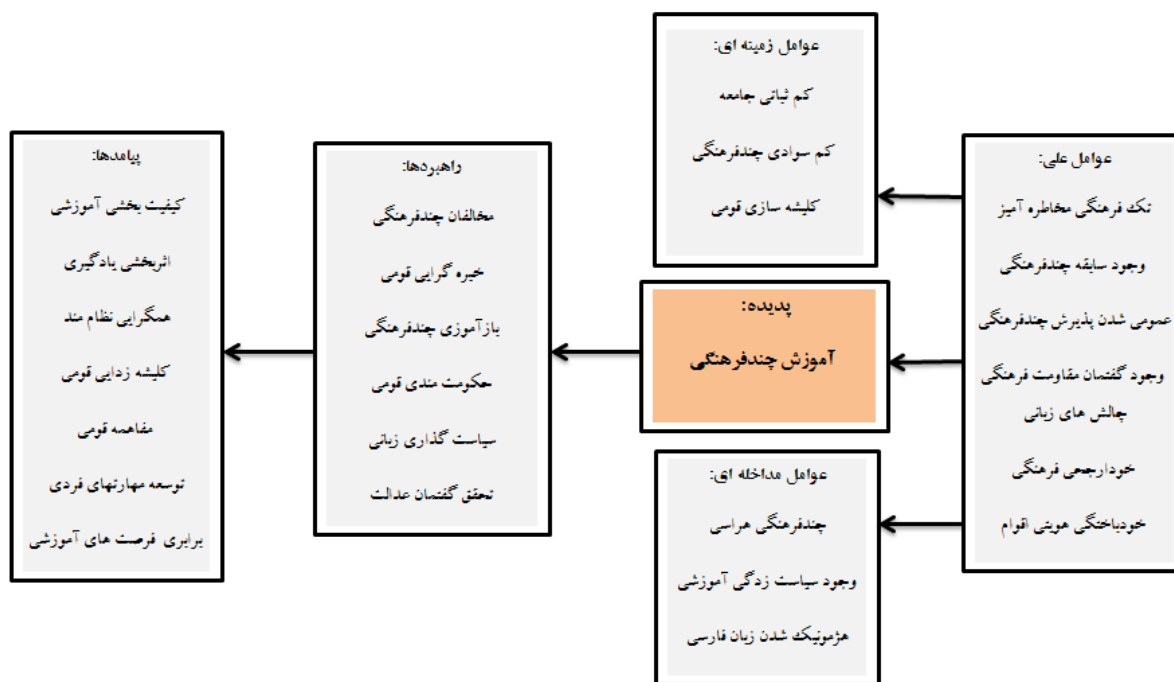 عوامل علی:
تک فرهنگی مخاطره آمیز
وجود سابقه چندفرهنگی
عمومی شدن پذیرش چندفرهنگی
وجود گفتمان مقاومت فرهنگی
چالش های زبانی
خودارجحی فرهنگی
خودباختگی هویتی اقوام
عوامل زمینه ای:
کم ثباتی جامعه
کم سوادی چندفرهنگی
کلیشه سازی قومی
پدیده:
آموزش چندفرهنگی
عوامل مداخله ای:
چندفرهنگی هراسی
وجود سیاست زدگی آموزشی
هژمونیک شدن زبان فارسی
راهبردها:
مخالفان چندفرهنگی
خیره گرایی قومی
بازآموزی چندفرهنگی
حکومت مندی قومی
سیاست گذاری زبانی
تحقق گفتمان عدالت
پیامدها:
کیفیت بخشی آموزشی
اثربخشی یادگیری
همگرایی نظام مند
کلیشه زدایی قومی
مفاهمه قومی
توسعه مهارتهای فردی
برابری فرصت های آموزشی